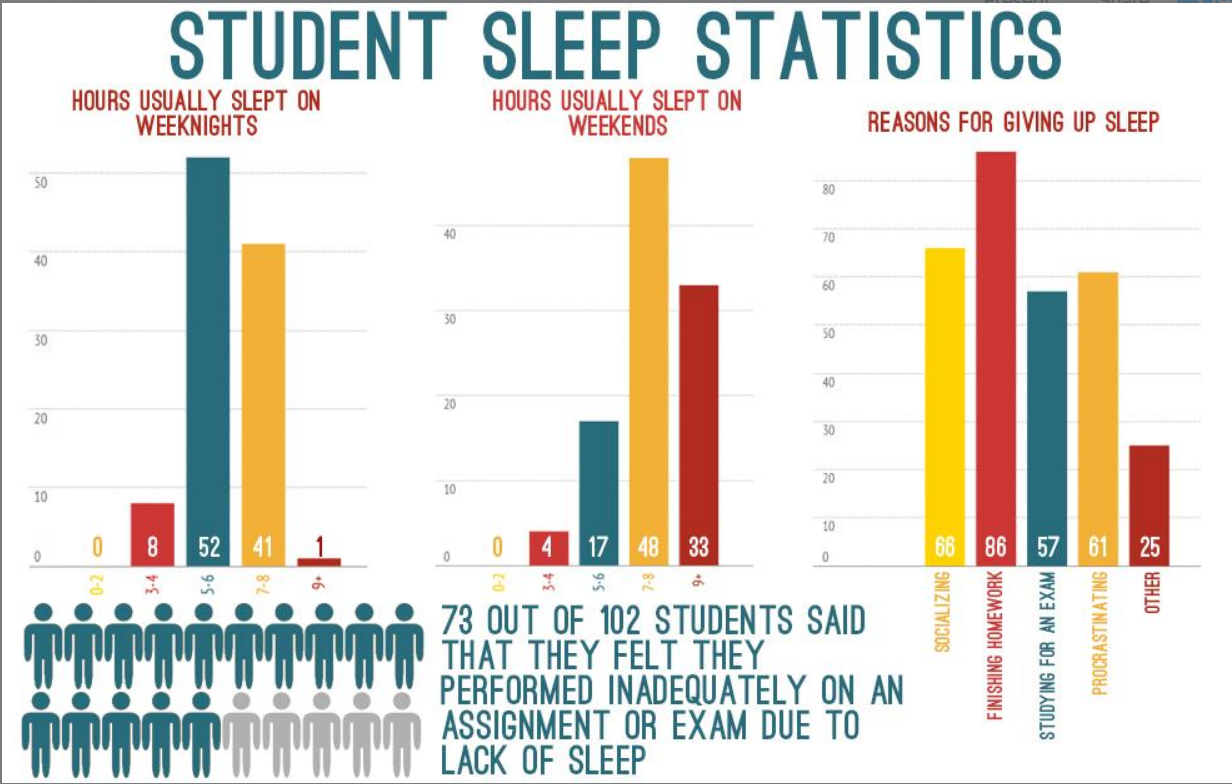 Present
Share
STUDENT SLEEP STATISTICS
HOURS USUALLY SLEPT ON
WEEKNIGHTS
50
40
30
20
10
0
0
8
52
41
1
0-2
3-4
5-6
7-8
9+
HOURS USUALLY SLEPT ON
WEEKENDS
40
30
20
10
0
0
4
17
48
33
0-2
3-4
5-6
7-8
9+
REASONS FOR GIVING UP SLEEP
80
70
60
50
40
30
20
10
0
66
86
57
61
25
SOCIALIZING
FINISHING HOMEWORK
STUDYING FOR AN EXAM
PROCRASTINATING
OTHER
73 OUT OF 102 STUDENTS SAID
THAT THEY FELT THEY
PERFORMED INADEQUATELY ON AN
ASSIGNMENT OR EXAM DUE TO
LACK OF SLEEP